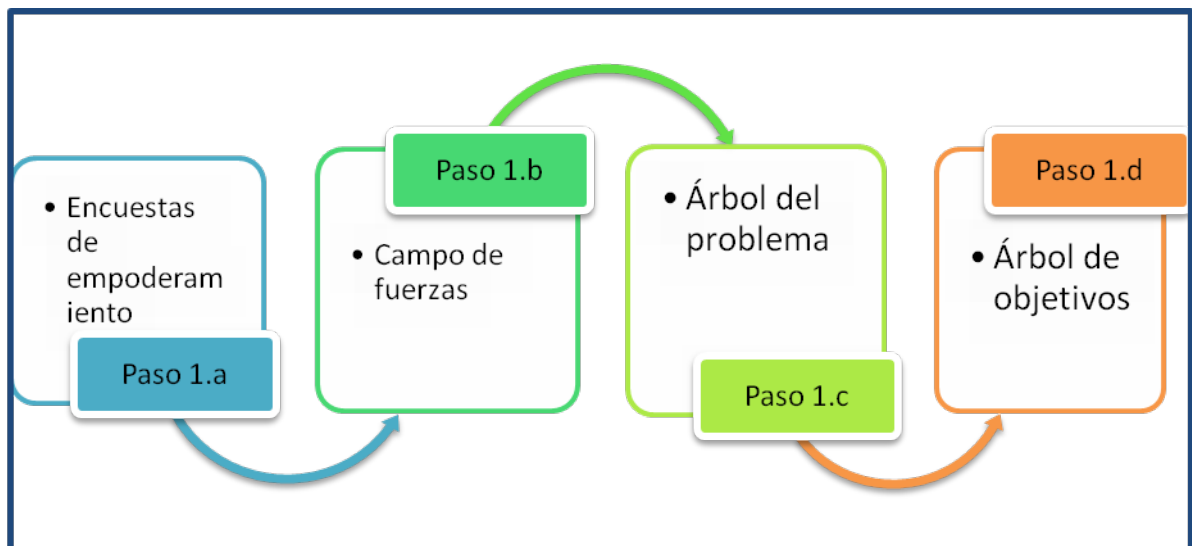 • Encuestas
de
empoderam
iento
Paso 1.a
Paso 1.b
• Campo de
fuerzas
• Árbol del
problema
Paso 1.c
Paso 1.d
• Árbol de
objetivos